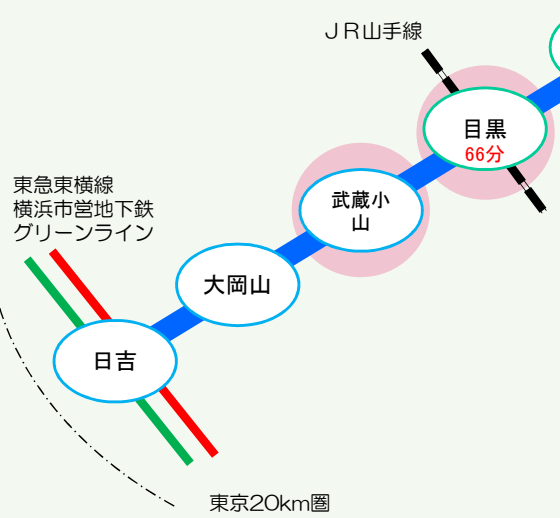 ＪＲ山手線
目黒
66分
武蔵小
山
東急東横線
横浜市営地下鉄
グリーンライン
大岡山
日吉
東京20km圏